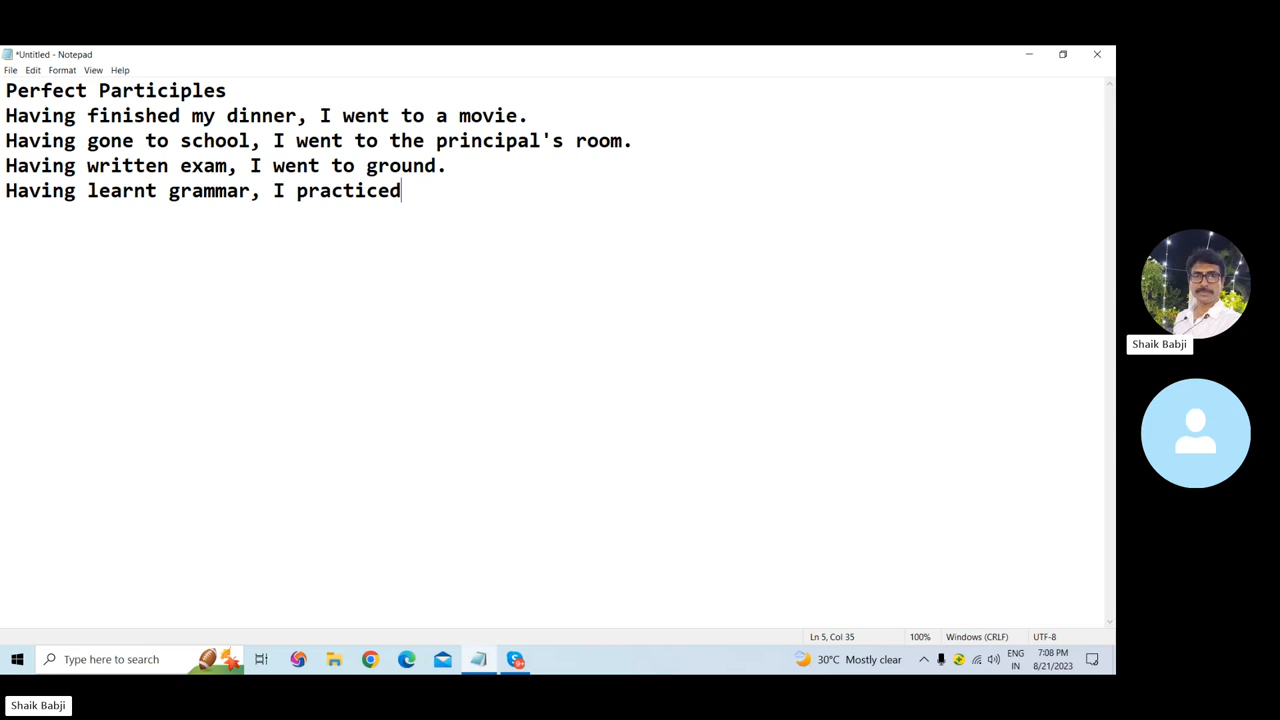 *Untitled - Notepad
File Edit Format View Help
Perfect Participles
Having finished my dinner, I went to a movie.
Having gone to school, I went to the principal's room.
Having written exam, I went to ground.
Having learnt grammar, I practiced
Shaik Babji
Ln 5, Col 35 100% Windows (CRLF) UTF-8
Type here to search
30°C Mostly clear
ENG
IN
7:08 PM
8/21/2023
Shaik Babji